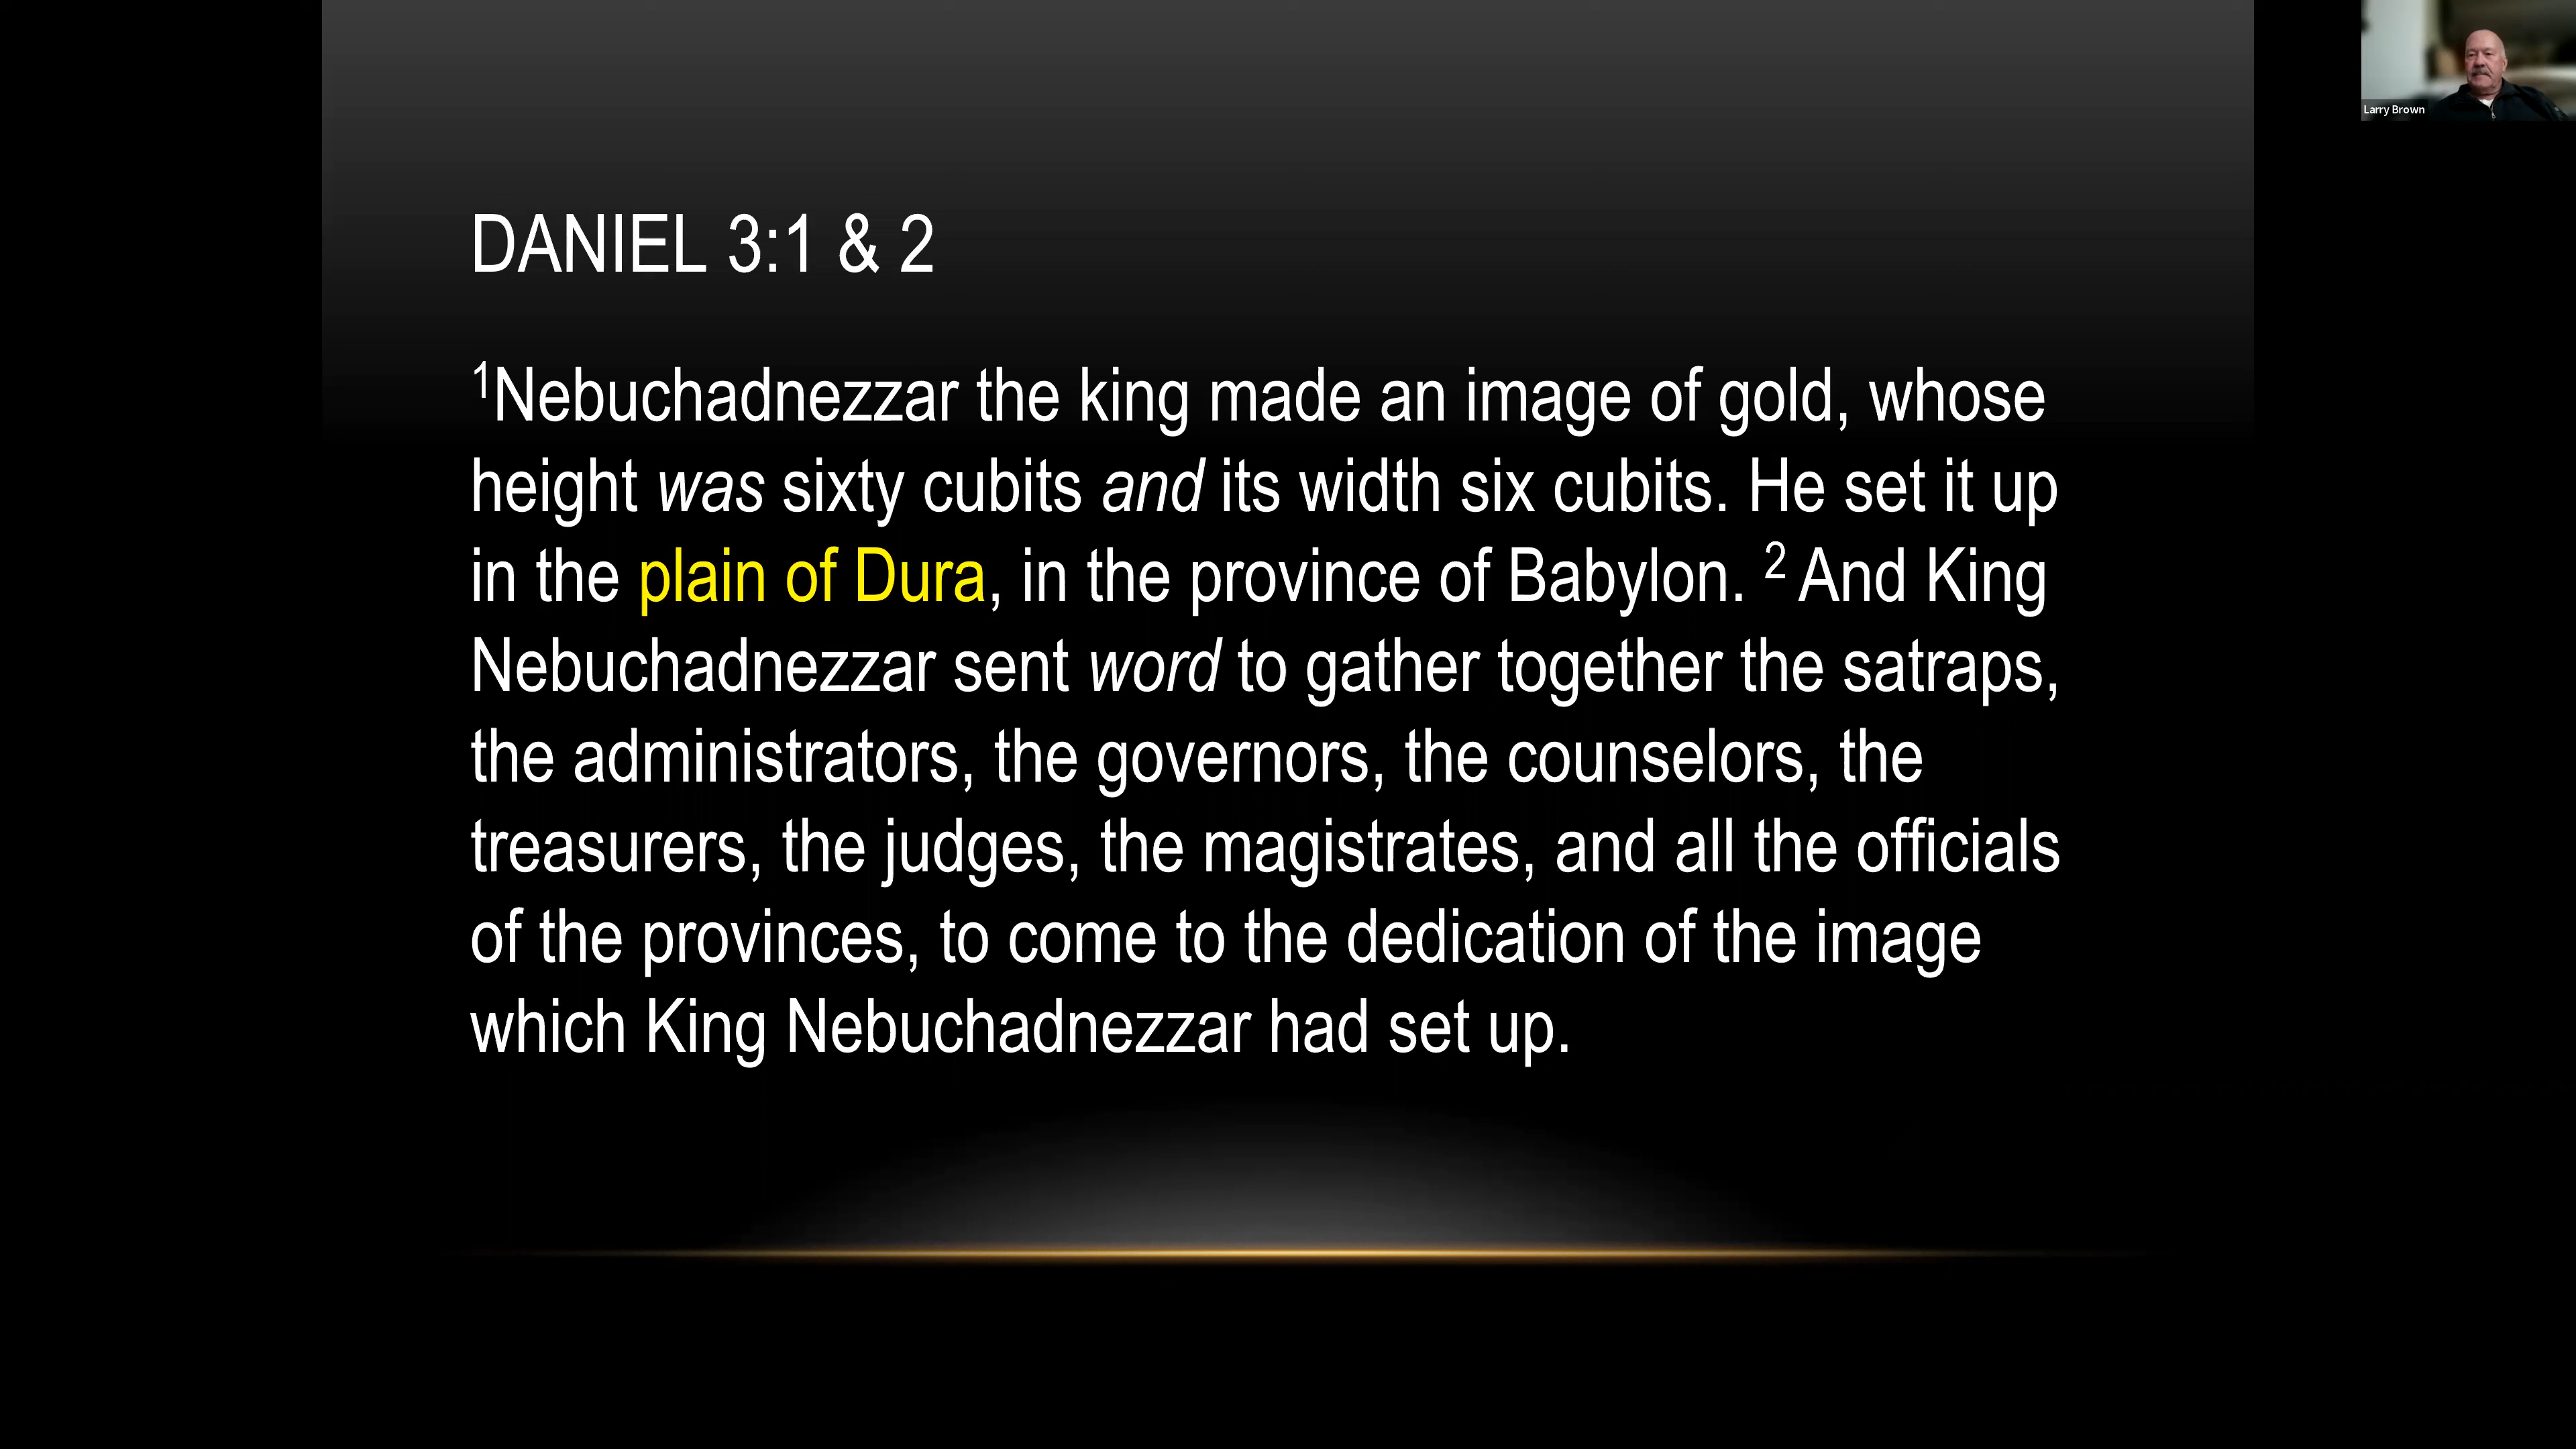 Larry Brown
DANIEL 3:1 & 2
¹Nebuchadnezzar the king made an image of gold, whose
height was sixty cubits and its width six cubits. He set it up
in the plain of Dura, in the province of Babylon. ² And King
Nebuchadnezzar sent word to gather together the satraps,
the administrators, the governors, the counselors, the
treasurers, the judges, the magistrates, and all the officials
of the provinces, to come to the dedication of the image
which King Nebuchadnezzar had set up.